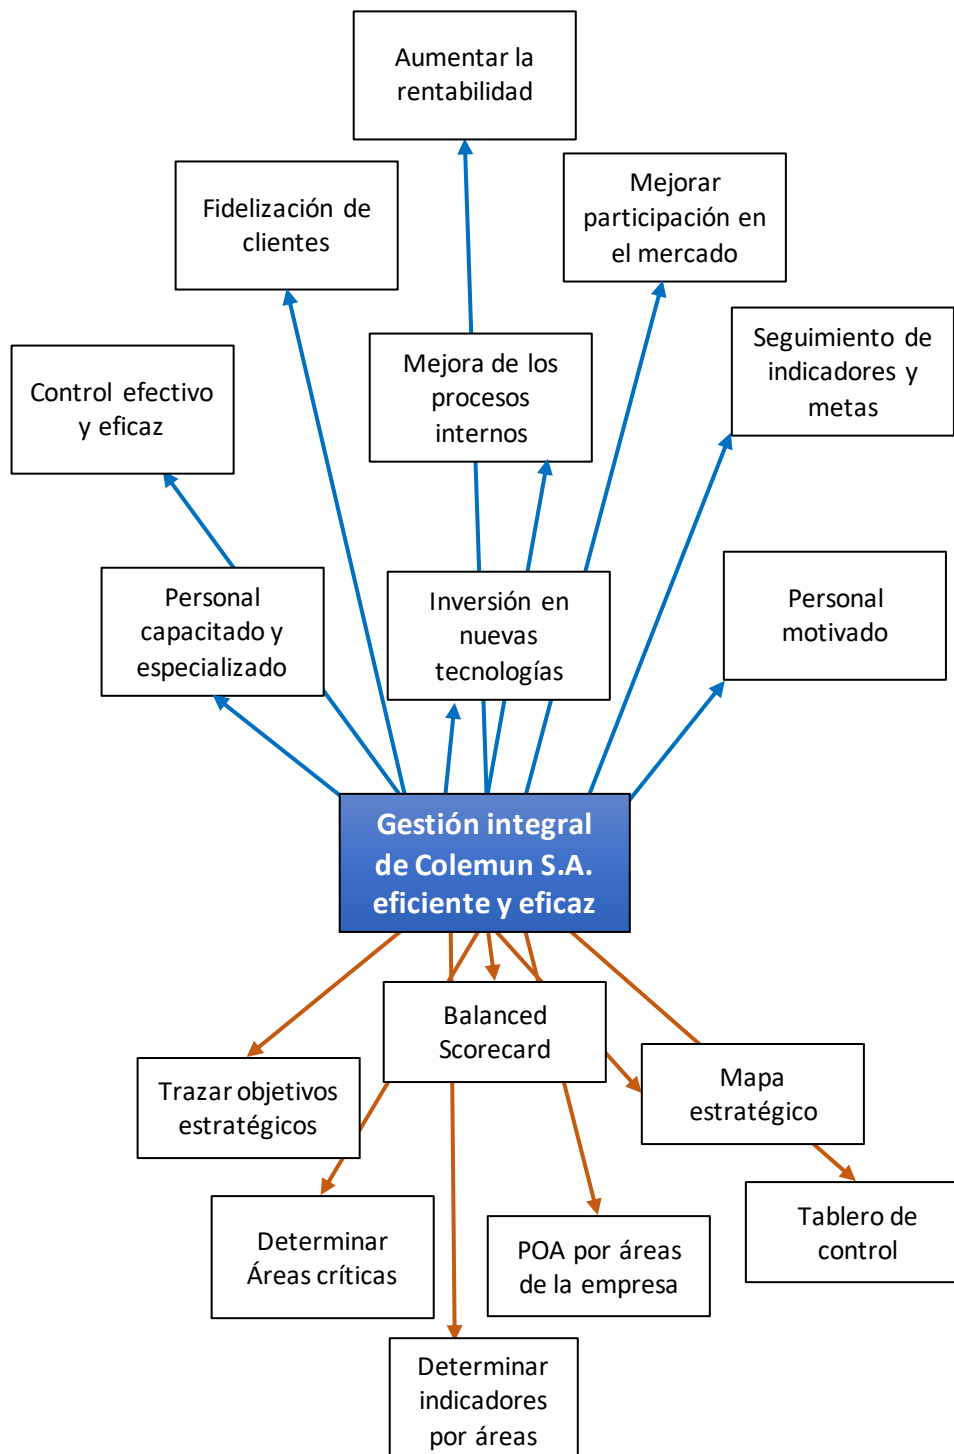 Aumentar la
rentabilidad
Fidelización de
clientes
Mejorar
participación en
el mercado
Control efectivo
y eficaz
Mejora de los
procesos
internos
Seguimiento de
indicadores y
metas
Personal
capacitado y
especializado
Inversión en
nuevas
tecnologías
Personal
motivado
Gestión integral
de Colemun S.A.
eficiente y eficaz
Balanced
Scorecard
Trazar objetivos
estratégicos
Mapa
estratégico
Determinar
Áreas críticas
POA por áreas
de la empresa
Tablero de
control
Determinar
indicadores
por áreas